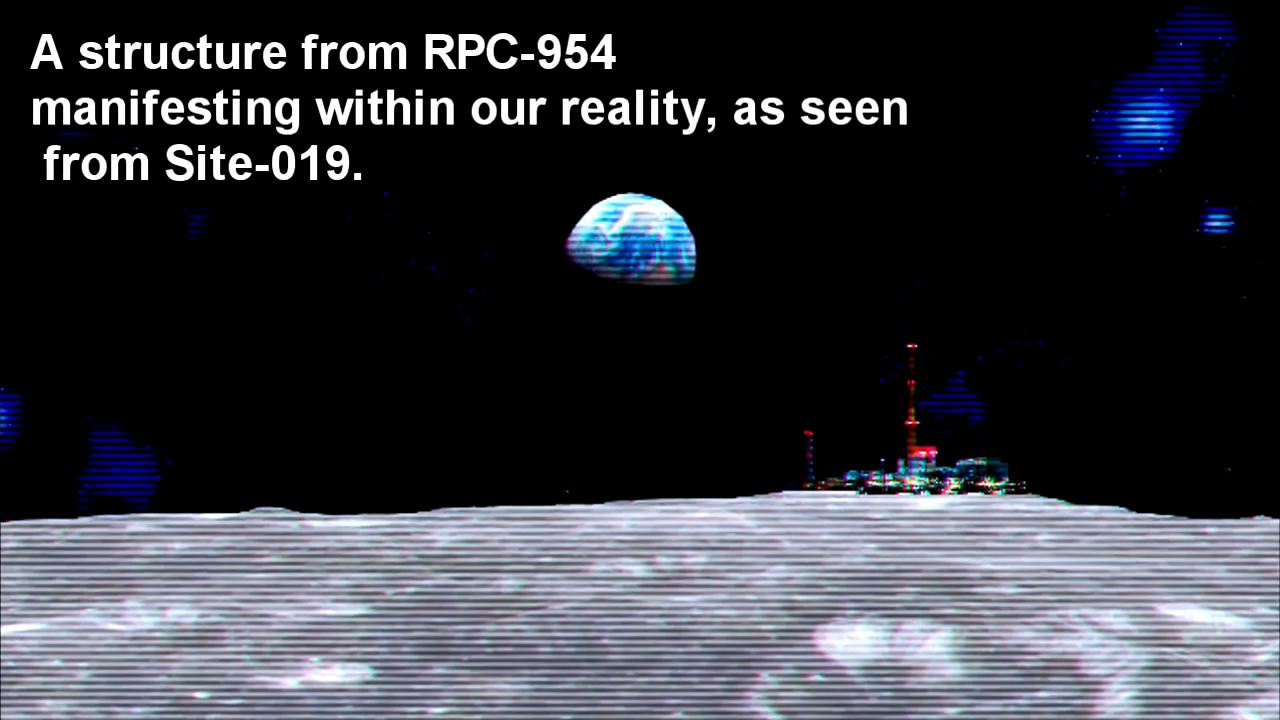 A structure from RPC-954
manifesting within our reality, as seen
from Site-019.